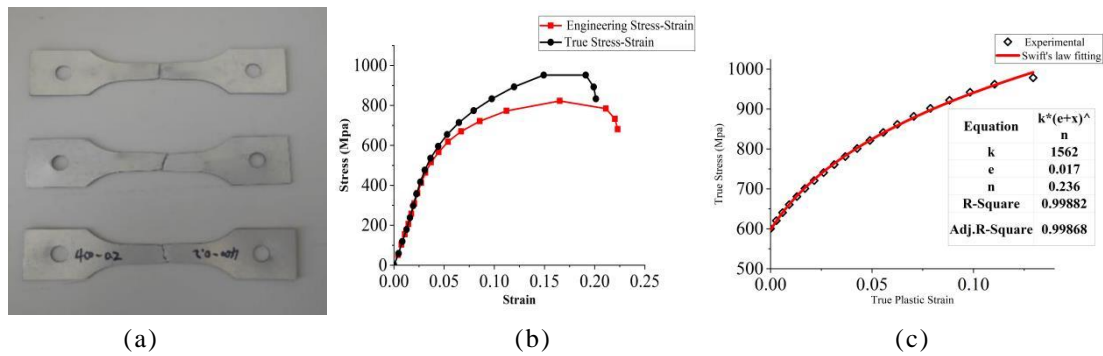 400-02
Engineering Stress-Strain
True Stress-Strain
1000
800
600
400
200
0
0.00 0.05 0.10 0.15 0.20 0.25
Stress (Mpa)
Strain
Experimental
Swift's law fitting
1000
900
800
700
600
500
0.00 0.05 0.10
True Stress (Mpa)
True Plastic Strain
Equation k*(e+x)^
n
k 1562
e 0.017
n 0.236
R-Square 0.99882
Adj.R-Square 0.99868
(a) (b) (c)